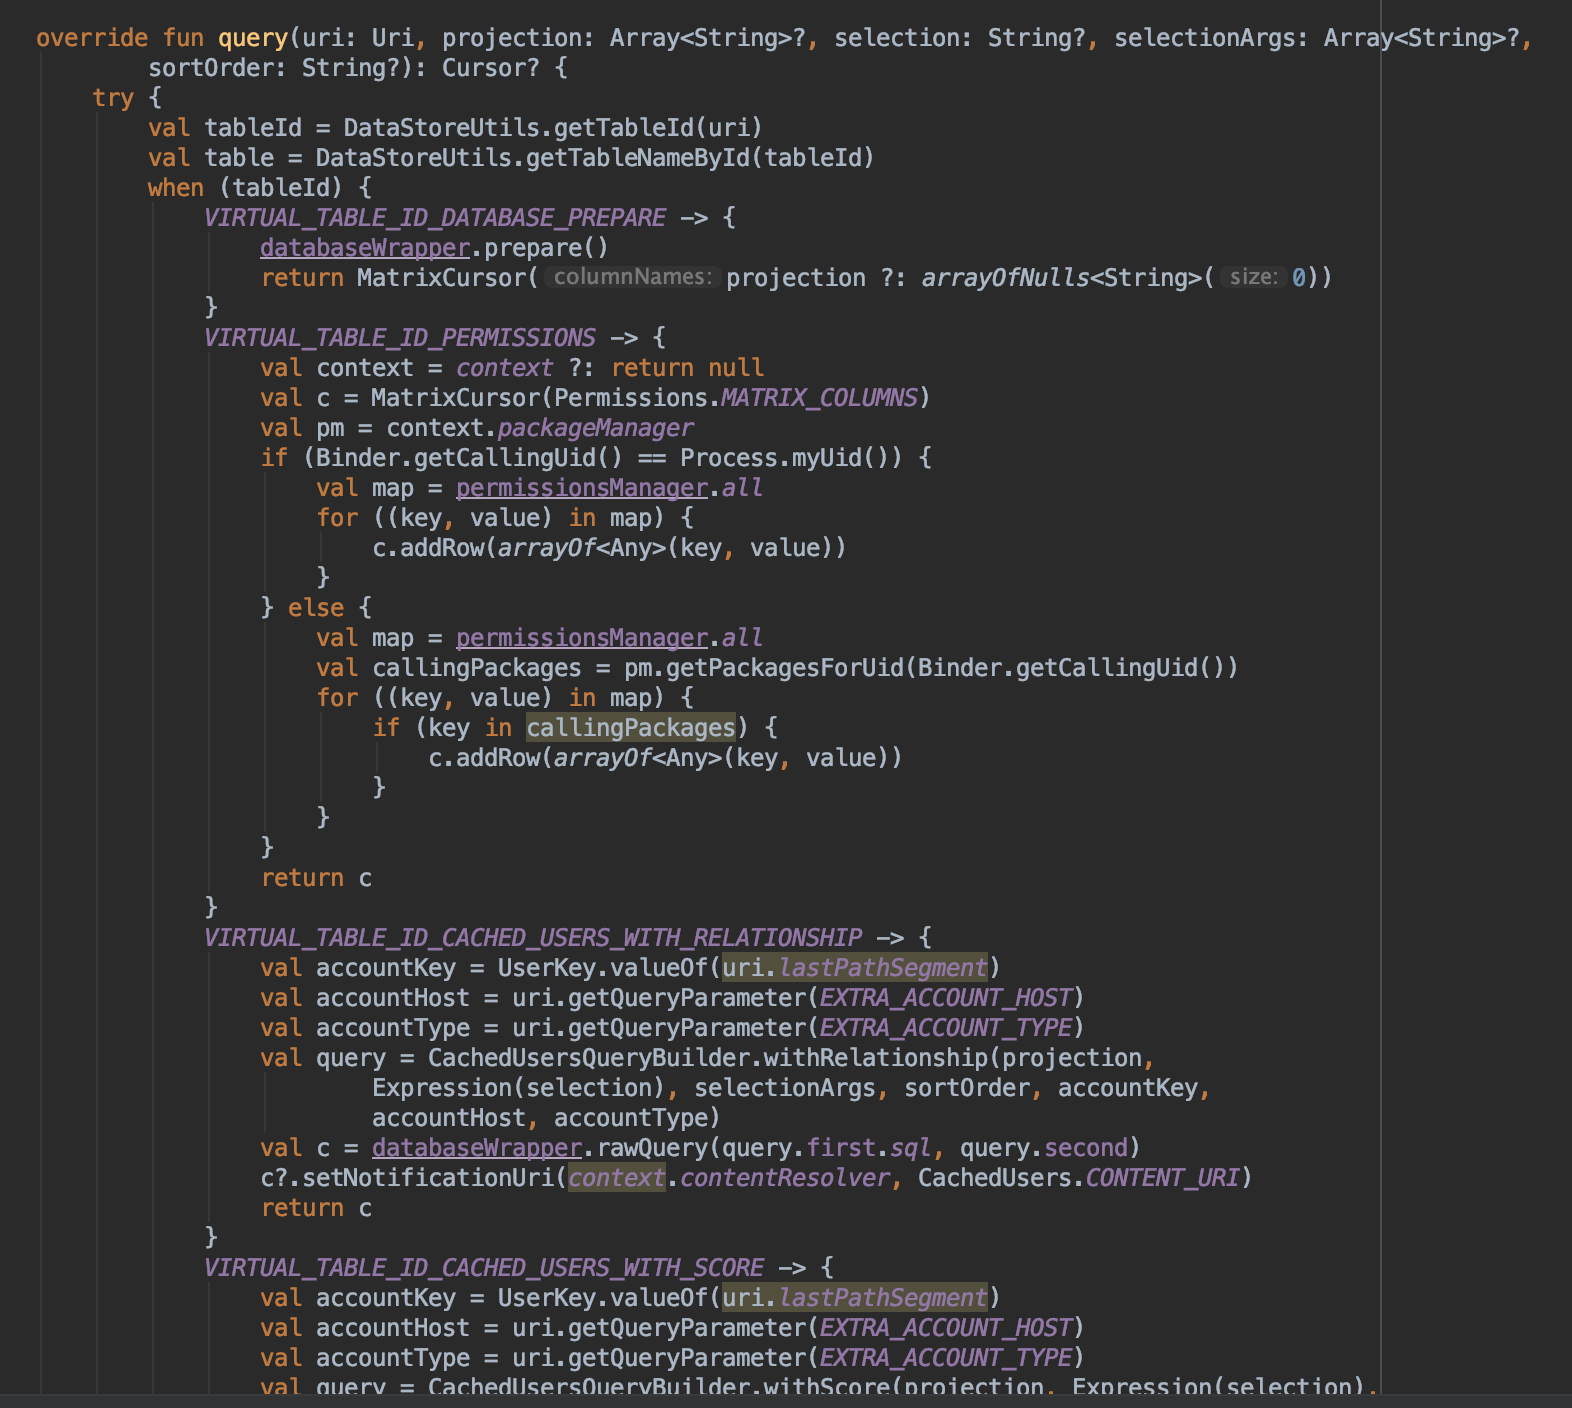 override fun query(uri: Uri, projection: Array<String>?, selection: String?, selectionArgs: Array<String>?,
        sortOrder: String?): Cursor? {
    try {
        val tableId = DataStoreUtils.getTableId(uri)
        val table = DataStoreUtils.getTableNameById(tableId)
        when (tableId) {
            VIRTUAL_TABLE_ID_DATABASE_PREPARE -> {
                databaseWrapper.prepare()
                return MatrixCursor( columnNames: projection ?: arrayOfNulls<String>( size: 0))
            }
            VIRTUAL_TABLE_ID_PERMISSIONS -> {
                val context = context ?: return null
                val c = MatrixCursor(Permissions.MATRIX_COLUMNS)
                val pm = context.packageManager
                if (Binder.getCallingUid() == Process.myUid()) {
                    val map = permissionsManager.all
                    for ((key, value) in map) {
                        c.addRow(arrayOf<Any>(key, value))
                    }
                } else {
                    val map = permissionsManager.all
                    val callingPackages = pm.getPackagesForUid(Binder.getCallingUid())
                    for ((key, value) in map) {
                        if (key in callingPackages) {
                            c.addRow(arrayOf<Any>(key, value))
                        }
                    }
                }
                return c
            }
            VIRTUAL_TABLE_ID_CACHED_USERS_WITH_RELATIONSHIP -> {
                val accountKey = UserKey.valueOf(uri.lastPathSegment)
                val accountHost = uri.getQueryParameter(EXTRA_ACCOUNT_HOST)
                val accountType = uri.getQueryParameter(EXTRA_ACCOUNT_TYPE)
                val query = CachedUsersQueryBuilder.withRelationship(projection,
                        Expression(selection), selectionArgs, sortOrder, accountKey,
                        accountHost, accountType)
                val c = databaseWrapper.rawQuery(query.first.sql, query.second)
                c?.setNotificationUri(context.contentResolver, CachedUsers.CONTENT_URI)
                return c
            }
            VIRTUAL_TABLE_ID_CACHED_USERS_WITH_SCORE -> {
                val accountKey = UserKey.valueOf(uri.lastPathSegment)
                val accountHost = uri.getQueryParameter(EXTRA_ACCOUNT_HOST)
                val accountType = uri.getQueryParameter(EXTRA_ACCOUNT_TYPE)
                val query = CachedUsersQueryBuilder.withScore(projection, Expression(selection),